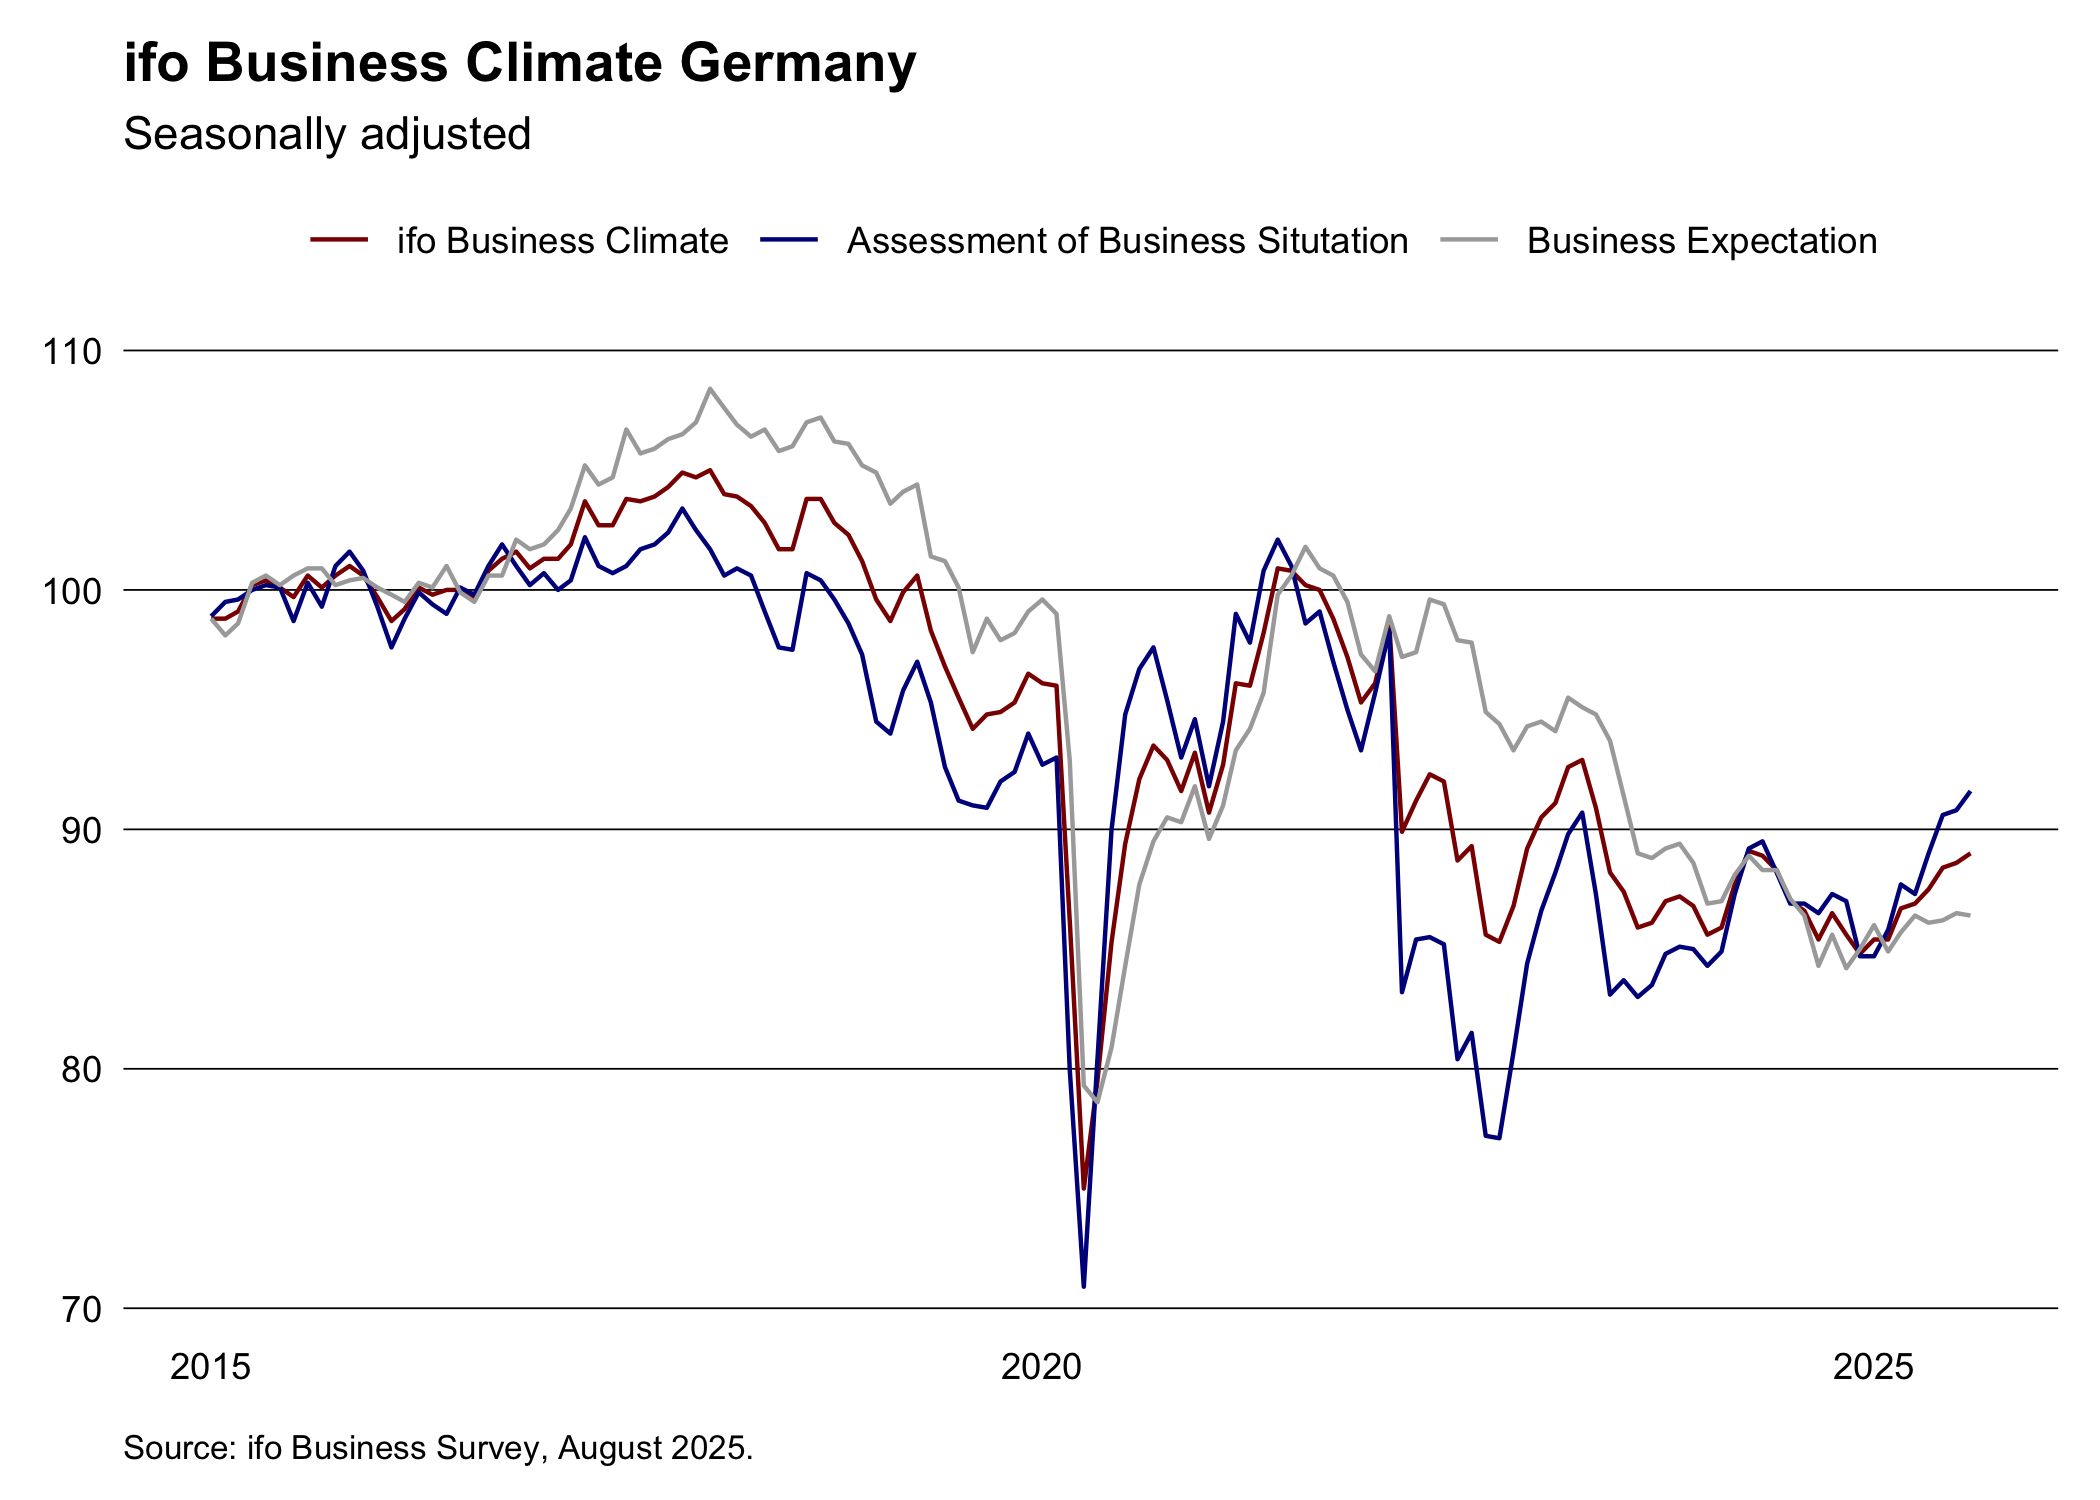 ifo Business Climate Germany
Seasonally adjusted
ifo Business Climate Assessment of Business Situtation Business Expectation
110
100
90
80
70
2015 2020 2025
Source: ifo Business Survey, August 2025.